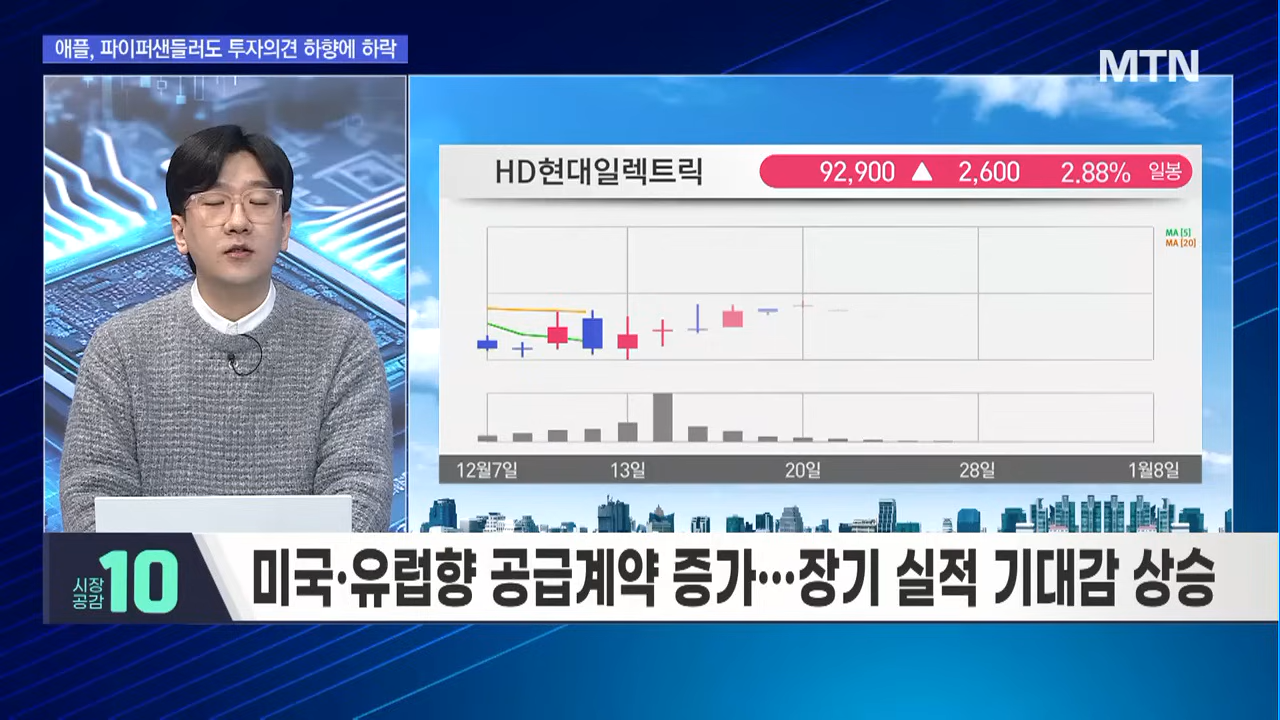 애플, 파이퍼샌들러도 투자의견 하향에 하락
MTN
HD현대일렉트릭 92,900 ▲ 2,600 2.88% 일봉
MA [5]
MA [20]
12월7일 13일 20일 28일 1월8일
시장공감 10
미국·유럽향 공급계약 증가···장기 실적 기대감 상승